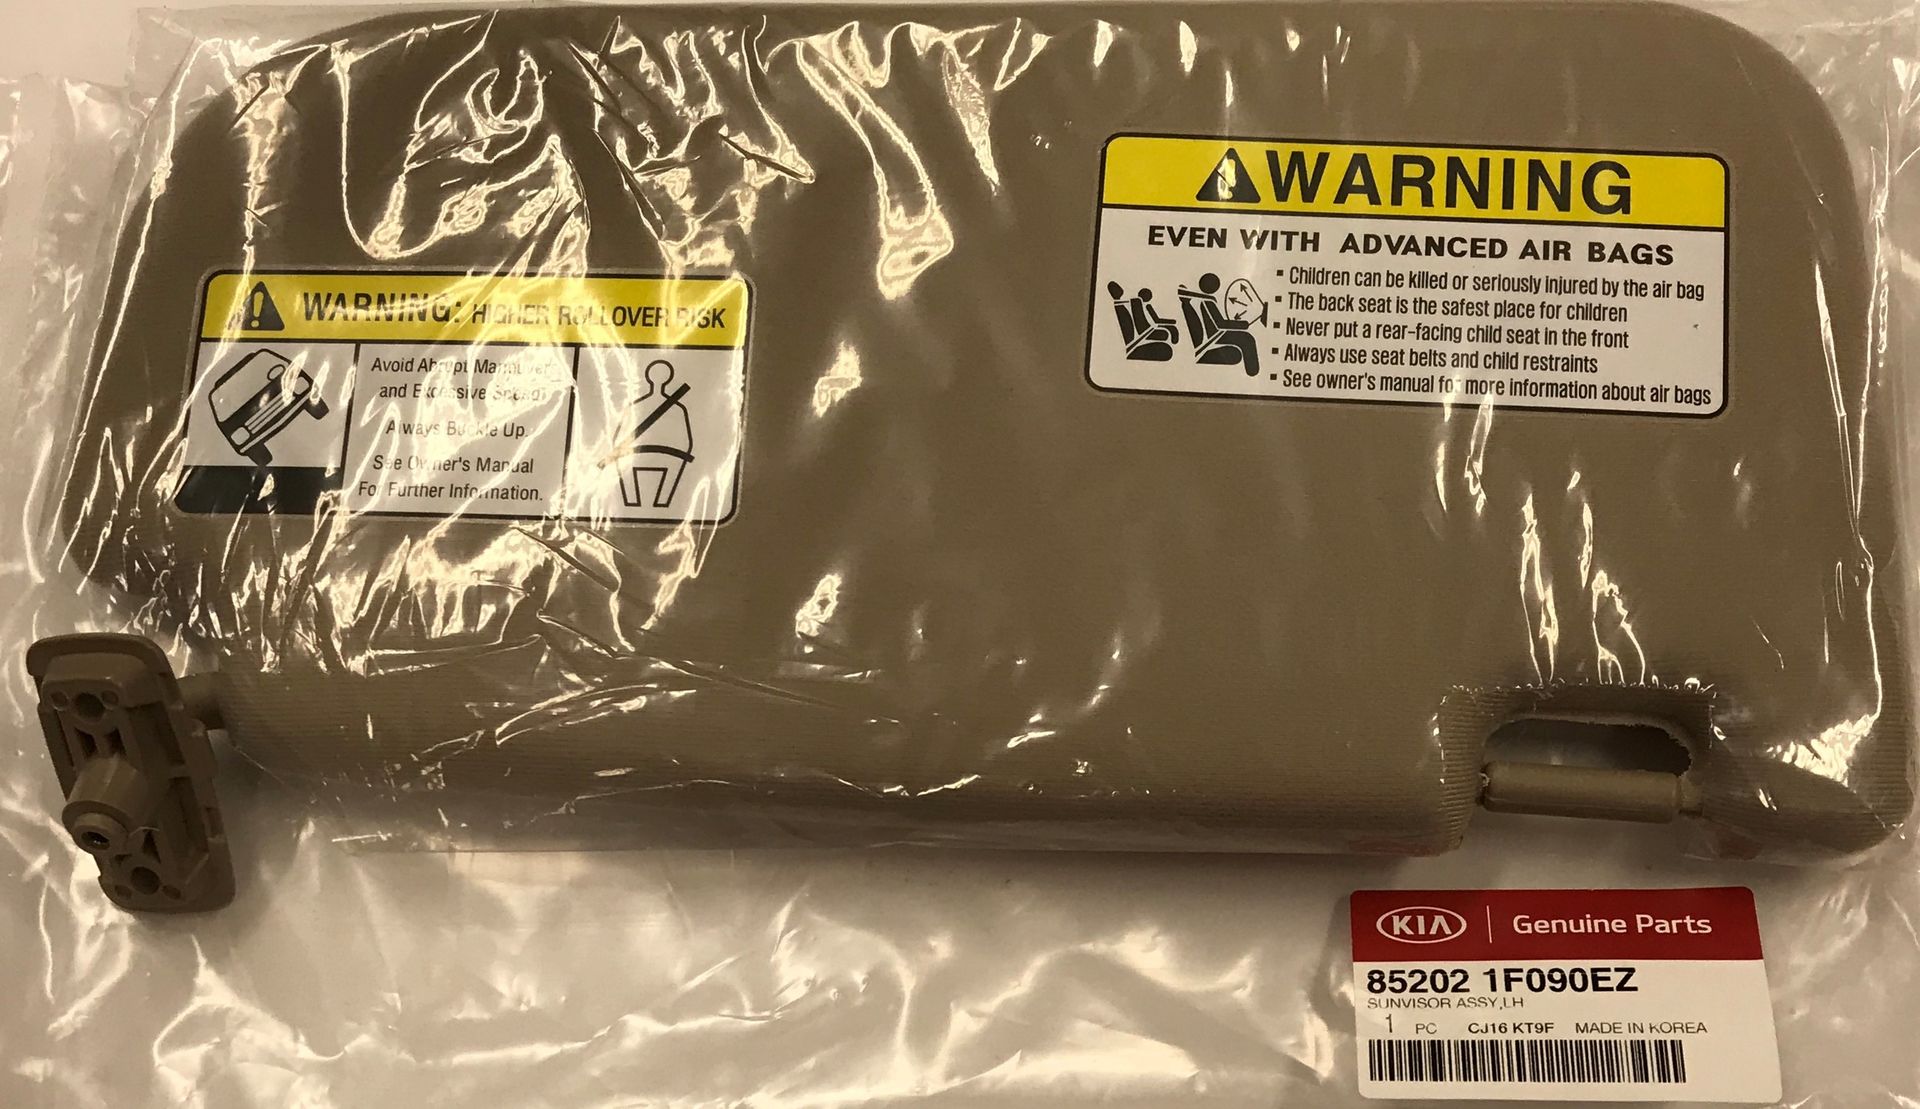 WARNING: HIGHER ROLLOVER RISK
Avoid Abrupt Maneuvers
and Excessive Speed.
Always Buckle Up.
See Owner's Manual
For Further Information.
WARNING
EVEN WITH ADVANCED AIR BAGS
▪ Children can be killed or seriously injured by the air bag
▪ The back seat is the safest place for children
▪ Never put a rear-facing child seat in the front
▪ Always use seat belts and child restraints
▪ See owner's manual for more information about air bags
KIA | Genuine Parts
85202 1F090EZ
SUNVISOR ASSY,LH
1 PC CJ16 KT9F MADE IN KOREA